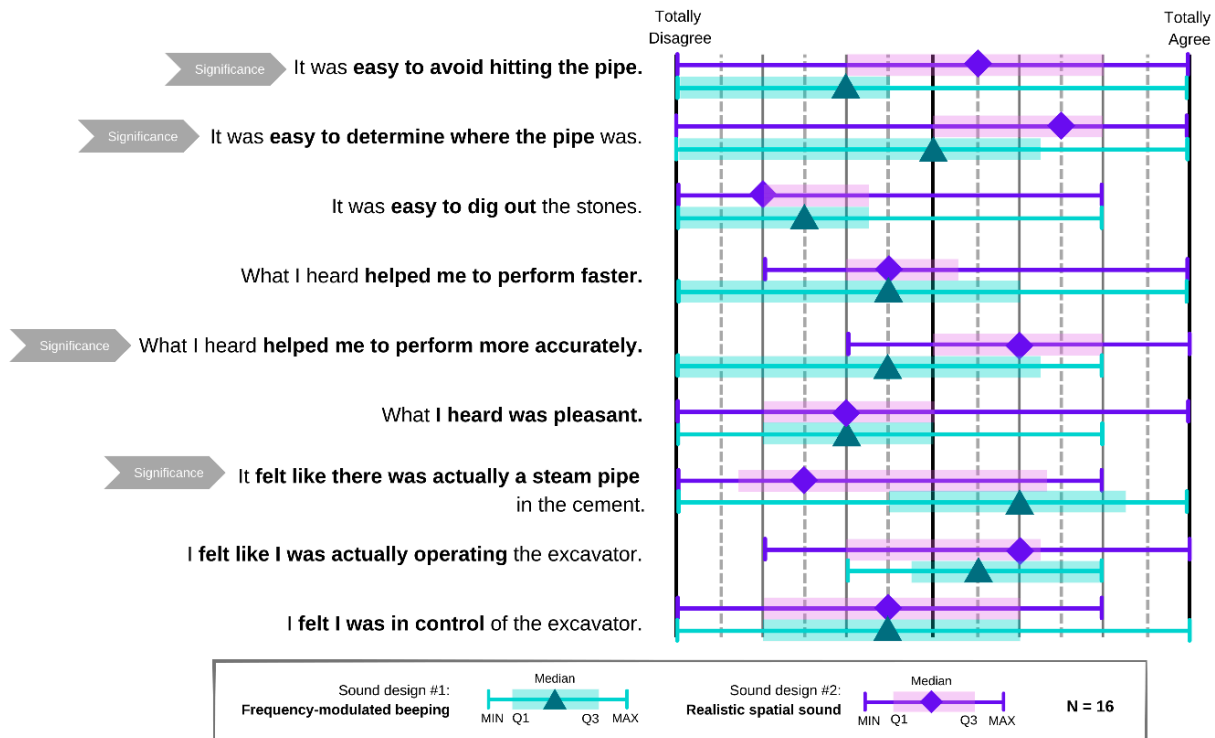 Totally
Disagree
Totally
Agree
Significance
It was easy to avoid hitting the pipe.
Significance
It was easy to determine where the pipe was.
It was easy to dig out the stones.
What I heard helped me to perform faster.
Significance
What I heard helped me to perform more accurately.
What I heard was pleasant.
Significance
It felt like there was actually a steam pipe
in the cement.
I felt like I was actually operating the excavator.
I felt I was in control of the excavator.
Sound design #1:
Frequency-modulated beeping
Median
MIN Q1 Q3 MAX
Sound design #2:
Realistic spatial sound
Median
MIN Q1 Q3 MAX
N = 16